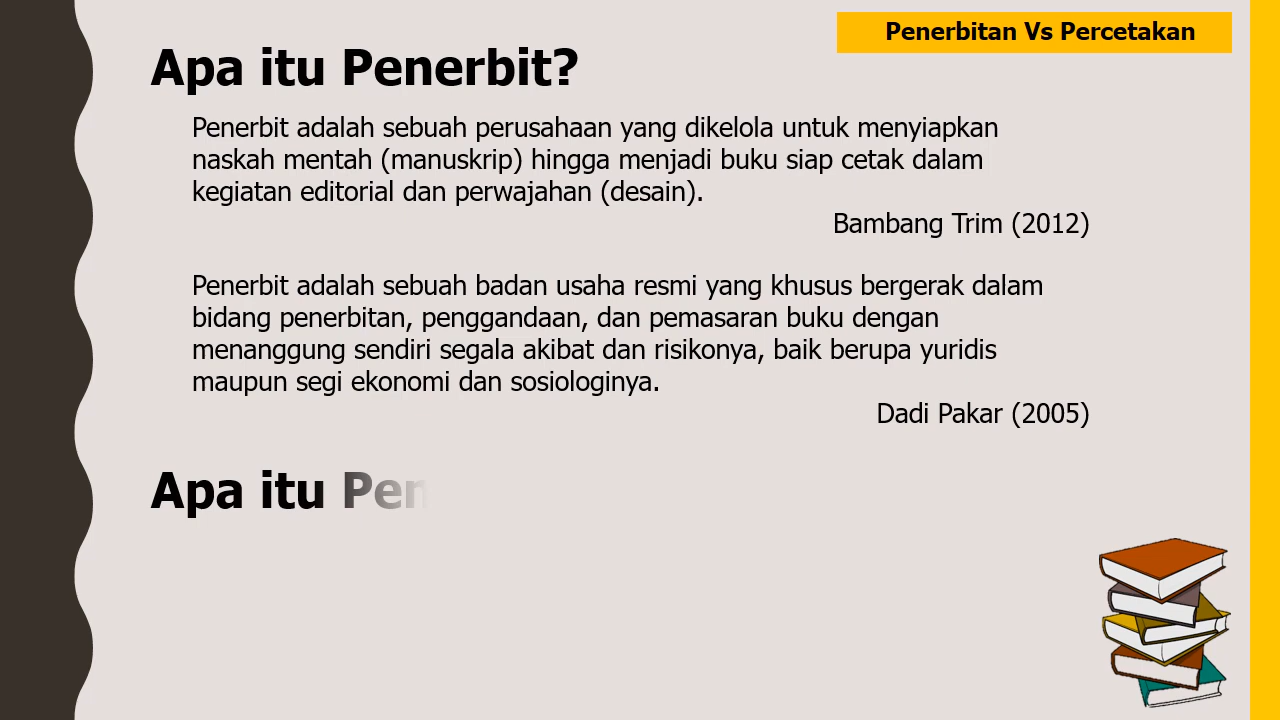 Penerbitan Vs Percetakan
Apa itu Penerbit?
Penerbit adalah sebuah perusahaan yang dikelola untuk menyiapkan
naskah mentah (manuskrip) hingga menjadi buku siap cetak dalam
kegiatan editorial dan perwajahan (desain).
Bambang Trim (2012)
Penerbit adalah sebuah badan usaha resmi yang khusus bergerak dalam
bidang penerbitan, penggandaan, dan pemasaran buku dengan
menanggung sendiri segala akibat dan risikonya, baik berupa yuridis
maupun segi ekonomi dan sosiologinya.
Dadi Pakar (2005)
Apa itu